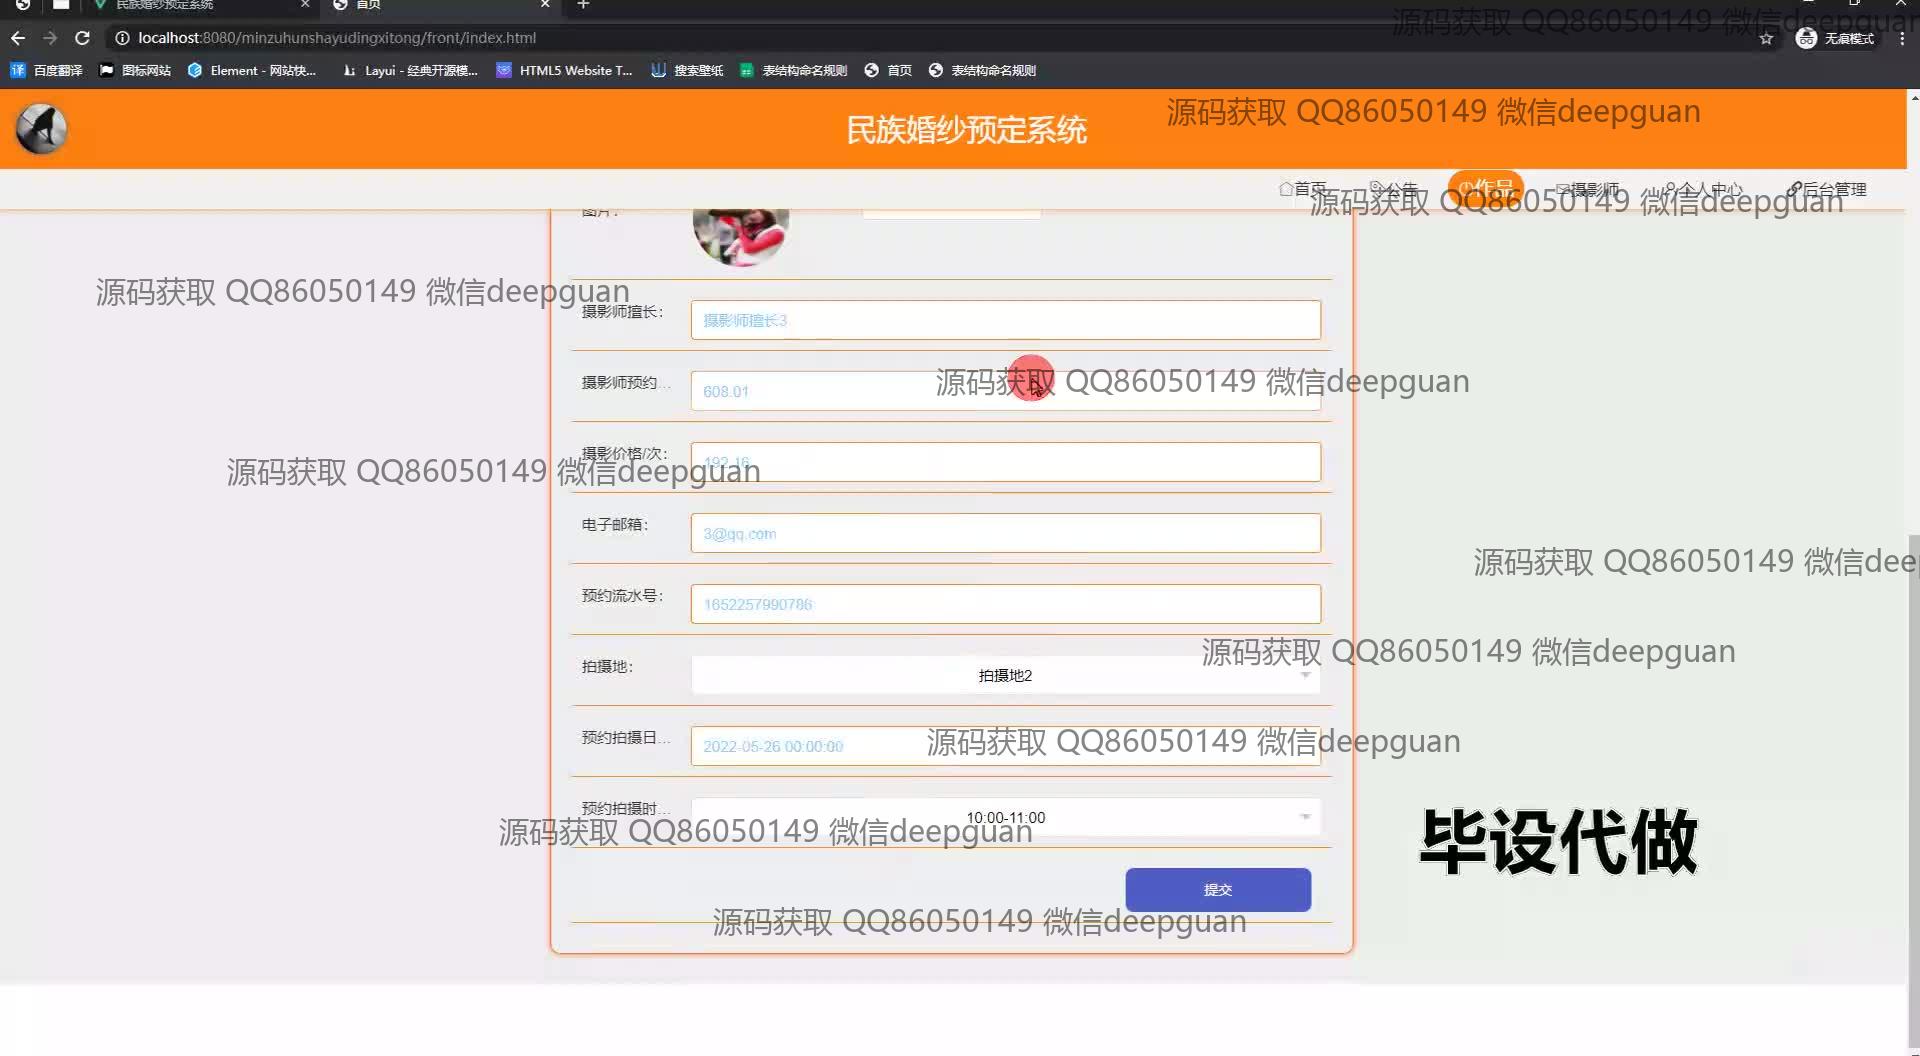 民族婚纱预定系统
首页
localhost:8080/minzuhunshayudingxitong/front/index.html
无痕模式
源码获取 QQ86050149 微信deepguan
百度翻译
图标网站
Element - 网站快...
Layui - 经典开源模...
HTML5 Website T...
搜索壁纸
表结构命名规则
首页
表结构命名规则
民族婚纱预定系统
源码获取 QQ86050149 微信deepguan
首页
公告
作品
摄影师
个人中心
后台管理
源码获取 QQ86050149 微信deepguan
图片:
源码获取 QQ86050149 微信deepguan
摄影师擅长:
摄影师擅长3
摄影师预约...
608.01
源码获取 QQ86050149 微信deepguan
摄影价格/次:
192.16
源码获取 QQ86050149 微信deepguan
电子邮箱:
3@qq.com
源码获取 QQ86050149 微信dee
预约流水号:
1652257990786
拍摄地:
拍摄地2
源码获取 QQ86050149 微信deepguan
预约拍摄日...
2022-05-26 00:00:00
源码获取 QQ86050149 微信deepguan
预约拍摄时...
10:00-11:00
源码获取 QQ86050149 微信deepguan
毕设代做
提交
源码获取 QQ86050149 微信deepguan